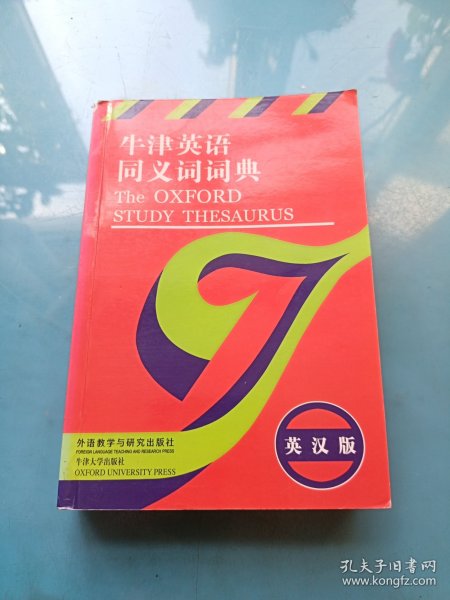 牛津英语
同义词词典
The OXFORD
STUDY THESAURUS
外语教学与研究出版社
FOREIGN LANGUAGE TEACHING AND RESEARCH PRESS
牛津大学出版社
OXFORD UNIVERSITY PRESS
英汉版
孔夫子旧书网
www.kongfz.com